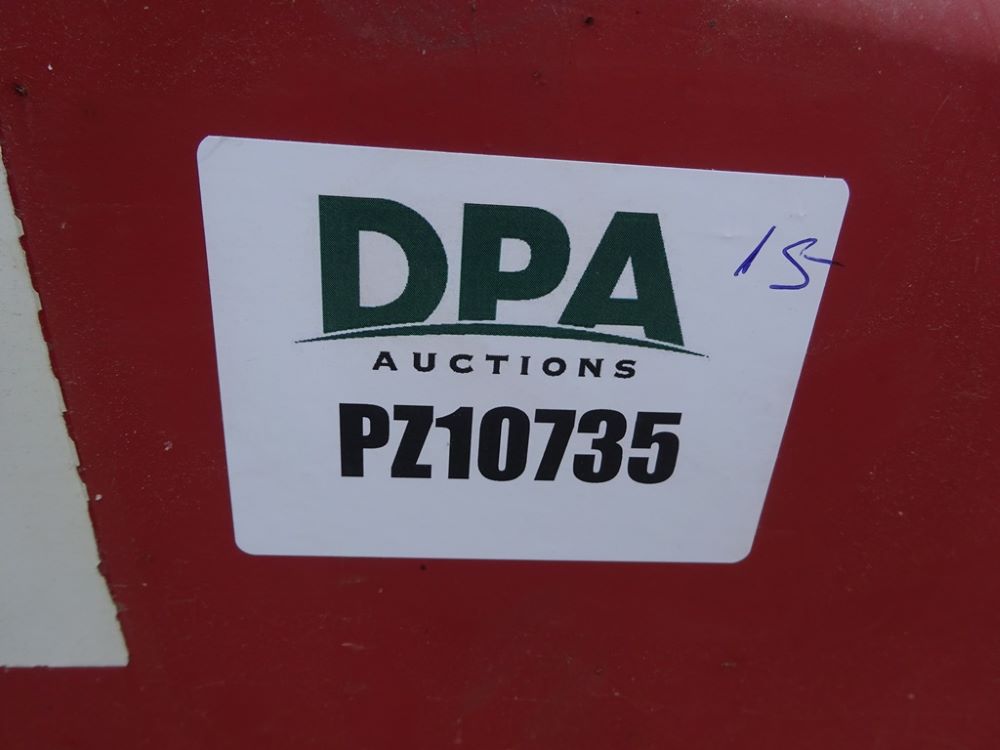 DPA
15
AUCTIONS
PZ10735